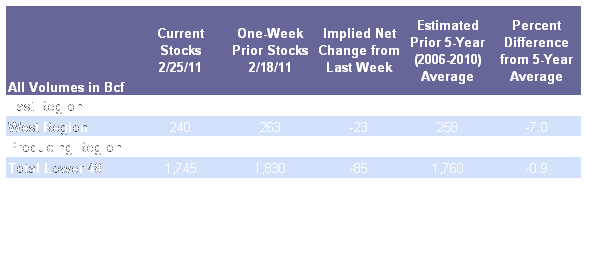 All Volumes in Bcf Current Stocks 2/25/11 One-Week Prior Stocks 2/18/11 Implied Net Change from Last Week Estimated Prior 5-Year (2006-2010) Average Percent Difference from 5-Year Average
East Region
West Region 240 263 -23 258 -7.0
Producing Region
Total Lower 48 1,745 1,830 -85 1,760 -0.9